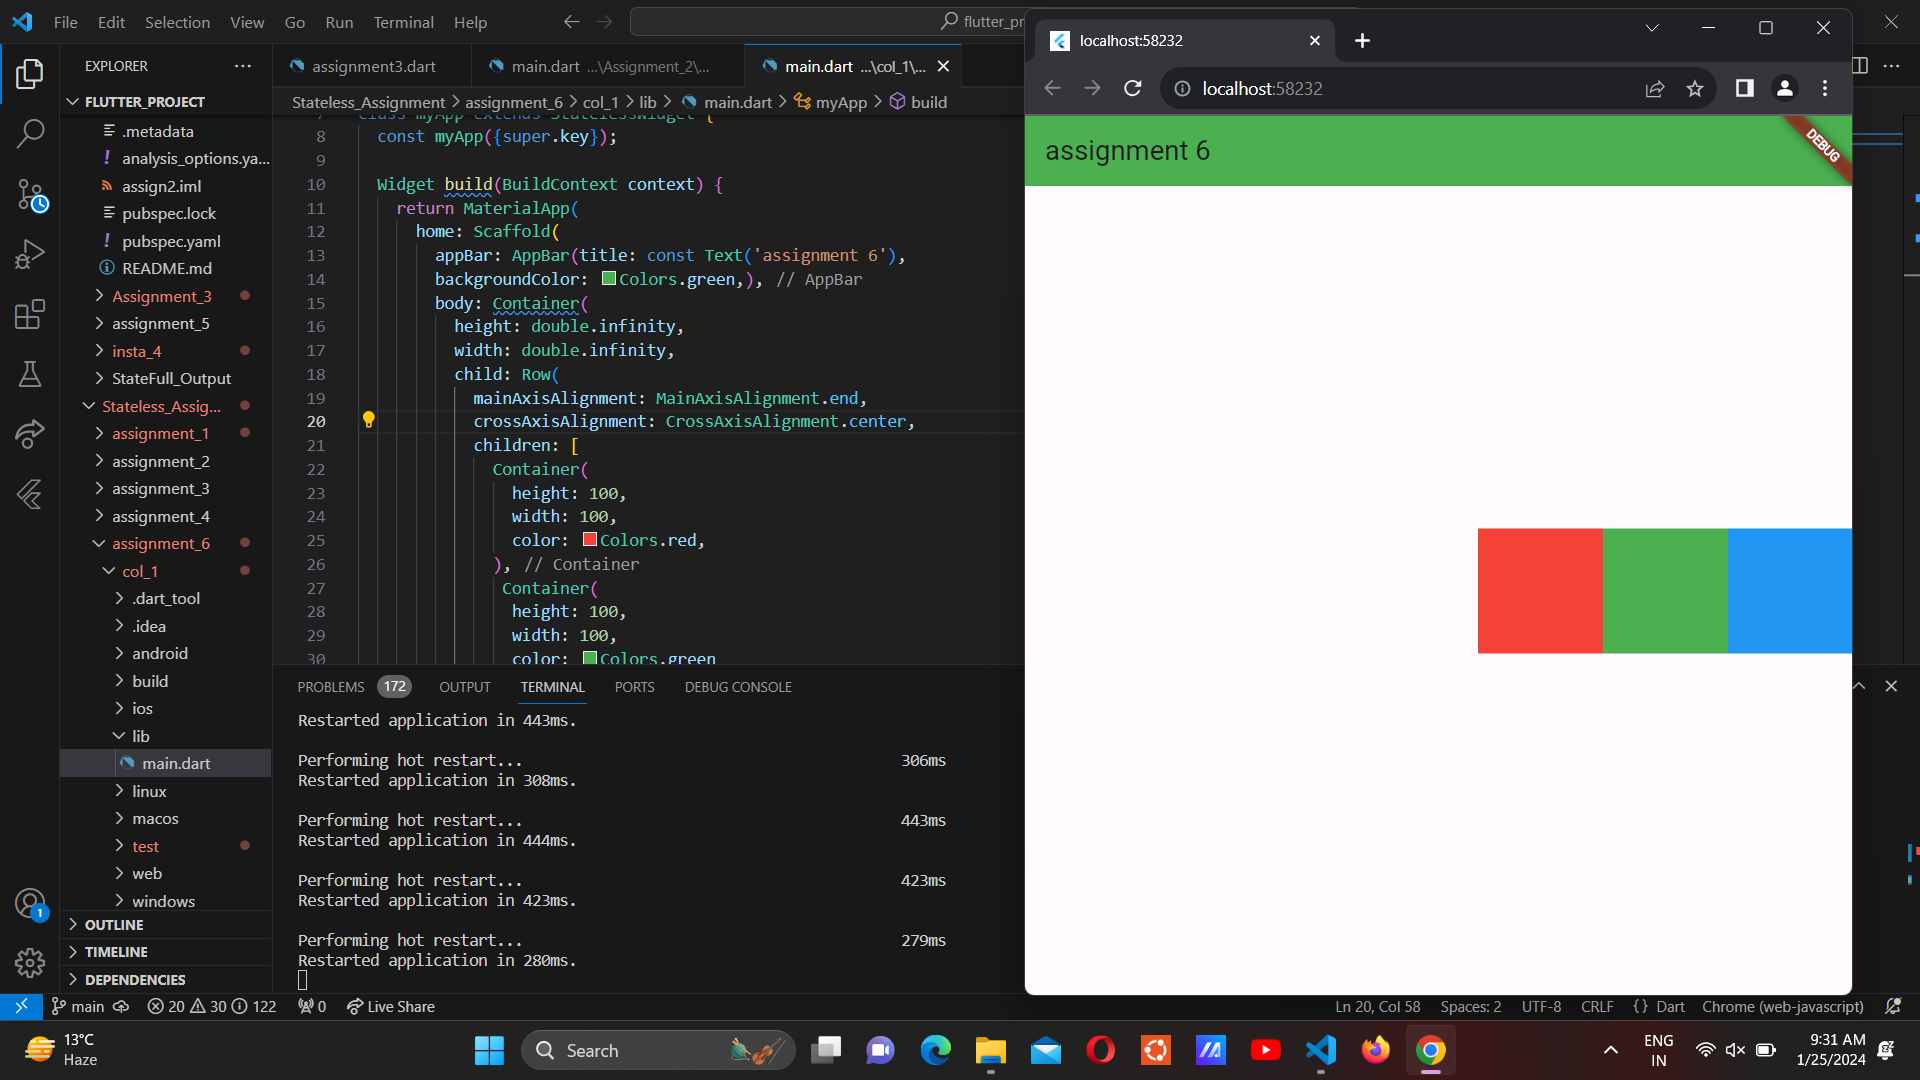 File Edit Selection View Go Run Terminal Help
flutter_pr
EXPLORER
FLUTTER_PROJECT
.metadata
analysis_options.ya...
assign2.iml
pubspec.lock
pubspec.yaml
README.md
Assignment_3
assignment_5
insta_4
StateFull_Output
Stateless_Assig...
assignment_1
assignment_2
assignment_3
assignment_4
assignment_6
col_1
.dart_tool
.idea
android
build
ios
lib
main.dart
linux
macos
test
web
windows
OUTLINE
TIMELINE
DEPENDENCIES
assignment3.dart
main.dart ...\Assignment_2\...
main.dart ...\col_1\...
Stateless_Assignment > assignment_6 > col_1 > lib > main.dart > myApp > build
class myApp extends StatelessWidget {
8 const myApp({super.key});
9
10 Widget build(BuildContext context) {
11 return MaterialApp(
12 home: Scaffold(
13 appBar: AppBar(title: const Text('assignment 6'),
14 backgroundColor: Colors.green,), // AppBar
15 body: Container(
16 height: double.infinity,
17 width: double.infinity,
18 child: Row(
19 mainAxisAlignment: MainAxisAlignment.end,
20 crossAxisAlignment: CrossAxisAlignment.center,
21 children: [
22 Container(
23 height: 100,
24 width: 100,
25 color: Colors.red,
26 ), // Container
27 Container(
28 height: 100,
29 width: 100,
30 color: Colors.green
PROBLEMS 172 OUTPUT TERMINAL PORTS DEBUG CONSOLE
Restarted application in 443ms.
Performing hot restart... 306ms
Restarted application in 308ms.
Performing hot restart... 443ms
Restarted application in 444ms.
Performing hot restart... 423ms
Restarted application in 423ms.
Performing hot restart... 279ms
Restarted application in 280ms.
localhost:58232
localhost:58232
assignment 6
DEBUG
1
main 20 30 122 0 Live Share
Ln 20, Col 58 Spaces: 2 UTF-8 CRLF {} Dart Chrome (web-javascript)
13°C
Haze
Search
ENG
IN
9:31 AM
1/25/2024